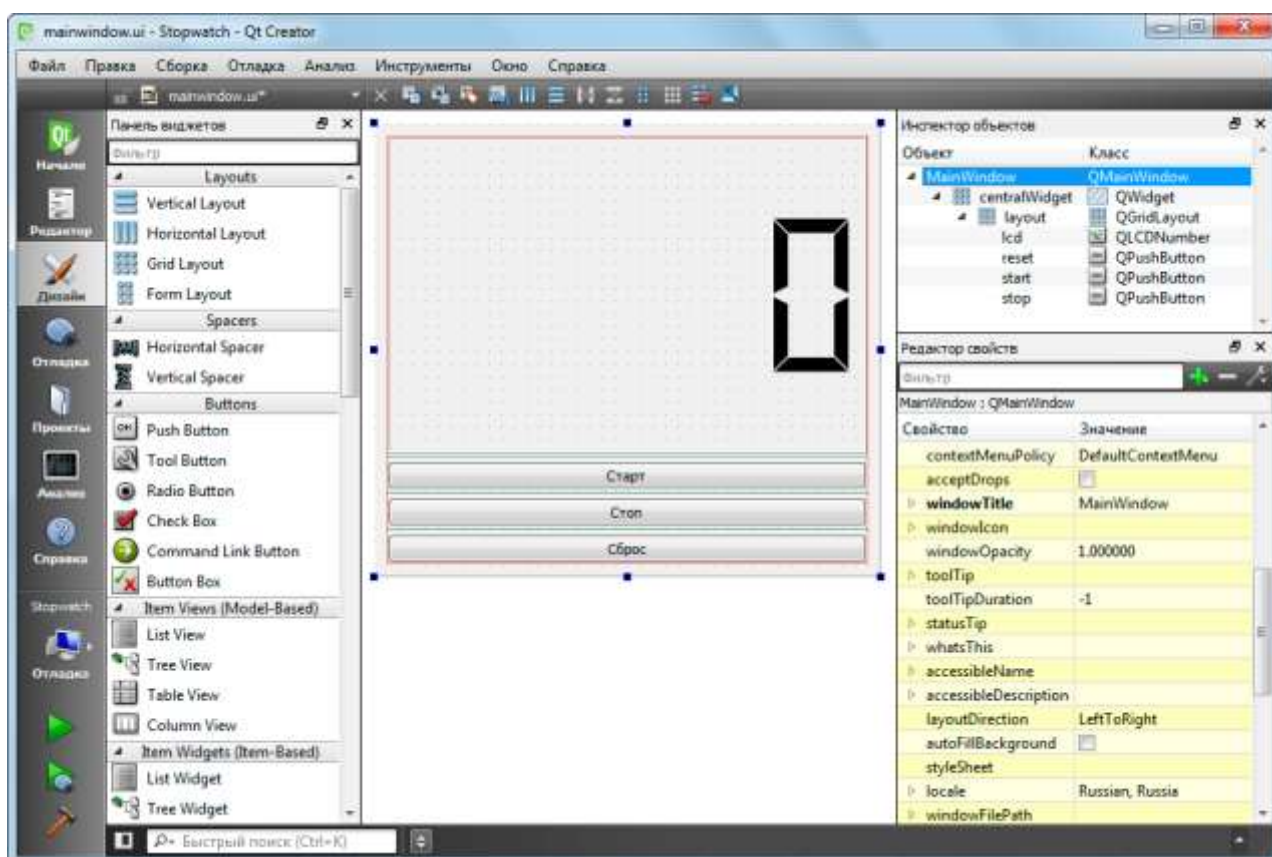 mainwindow.ui - Stopwatch - Qt Creator
Файл Правка Сборка Отладка Анализ Инструменты Окно Справка
mainwindow.ui*
Начало
Редактор
Дизайн
Отладка
Проекты
Анализ
Справка
Stopwatch
Отладка
Панель виджетов
Фильтр
Layouts
Vertical Layout
Horizontal Layout
Grid Layout
Form Layout
Spacers
Horizontal Spacer
Vertical Spacer
Buttons
OK Push Button
Tool Button
Radio Button
Check Box
Command Link Button
Button Box
Item Views (Model-Based)
List View
Tree View
Table View
Column View
Item Widgets (Item-Based)
List Widget
Tree Widget
0
Старт
Стоп
Сброс
Инспектор объектов
Объект Класс
MainWindow QMainWindow
centralWidget QWidget
layout QGridLayout
lcd QLCDNumber
reset QPushButton
start QPushButton
stop QPushButton
Редактор свойств
Фильтр
MainWindow : QMainWindow
Свойство Значение
contextMenuPolicy DefaultContextMenu
acceptDrops
windowTitle MainWindow
windowIcon
windowOpacity 1.000000
toolTip
toolTipDuration -1
statusTip
whatsThis
accessibleName
accessibleDescription
layoutDirection LeftToRight
autoFillBackground
styleSheet
locale Russian, Russia
windowFilePath
Быстрый поиск (Ctrl+K)